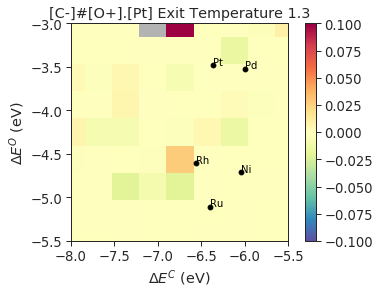 [C-]#[O+].[Pt] Exit Temperature 1.3
−3.0
−3.5
−4.0
−4.5
−5.0
−5.5
ΔE^O (eV)
Pt
Pd
Rh
Ni
Ru
−8.0 −7.5 −7.0 −6.5 −6.0 −5.5
ΔE^C (eV)
0.100
0.075
0.050
0.025
0.000
−0.025
−0.050
−0.075
−0.100